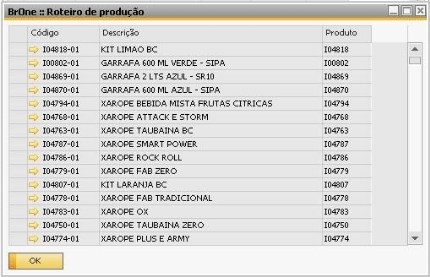 BrOne :: Roteiro de produção
Código Descrição Produto
I04818-01 KIT LIMAO BC I04818
I00802-01 GARRAFA 600 ML VERDE - SIPA I00802
I04869-01 GARRAFA 2 LTS AZUL - SR10 I04869
I04870-01 GARRAFA 600 ML AZUL - SIPA I04870
I04794-01 XAROPE BEBIDA MISTA FRUTAS CITRICAS I04794
I04768-01 XAROPE ATTACK E STORM I04768
I04763-01 XAROPE TAUBAINA BC I04763
I04787-01 XAROPE SMART POWER I04787
I04786-01 XAROPE ROCK ROLL I04786
I04779-01 XAROPE FAB ZERO I04779
I04807-01 KIT LARANJA BC I04807
I04778-01 XAROPE FAB TRADICIONAL I04778
I04783-01 XAROPE OX I04783
I04750-01 XAROPE TAUBAINA ZERO I04750
I04774-01 XAROPE PLUS E ARMY I04774
OK